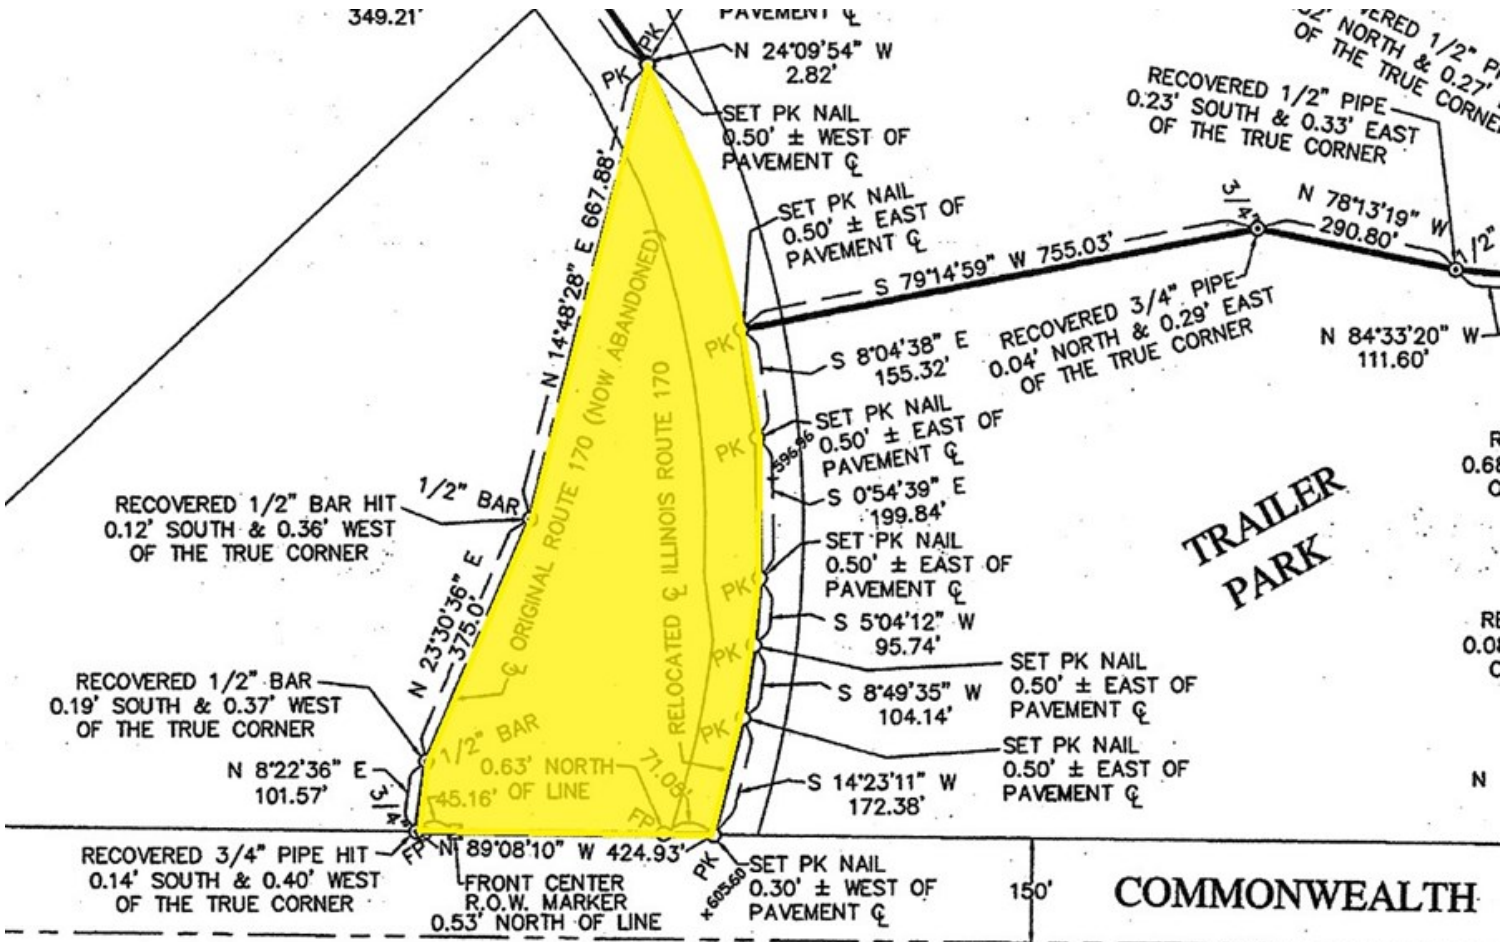 349.21'
PAVEMENT ℄
PK
PK
N 24°09'54" W
2.82'
SET PK NAIL
0.50' ± WEST OF
PAVEMENT ℄
RECOVERED 1/2" PIPE
0.23' SOUTH & 0.33' EAST
OF THE TRUE CORNER
NORTH & 0.27'
OF THE TRUE CORNER
SET PK NAIL
0.50' ± EAST OF
PAVEMENT ℄
N 14°48'28" E 667.88'
3/4"
N 78°13'19" W
290.80'
1/2"
S 79°14'59" W 755.03'
RECOVERED 3/4" PIPE
0.04' NORTH & 0.29' EAST
OF THE TRUE CORNER
N 84°33'20" W
111.60'
PK
S 8°04'38" E
155.32'
SET PK NAIL
0.50' ± EAST OF
PAVEMENT ℄
PK
×596.96
S 0°54'39" E
199.84'
℄ ORIGINAL ROUTE 170 (NOW ABANDONED)
RELOCATED ℄ ILLINOIS ROUTE 170
TRAILER
PARK
1/2" BAR
RECOVERED 1/2" BAR HIT
0.12' SOUTH & 0.36' WEST
OF THE TRUE CORNER
SET PK NAIL
0.50' ± EAST OF
PAVEMENT ℄
PK
N 23°30'36" E
375.0'
S 5°04'12" W
95.74'
PK
SET PK NAIL
0.50' ± EAST OF
PAVEMENT ℄
RECOVERED 1/2" BAR
0.19' SOUTH & 0.37' WEST
OF THE TRUE CORNER
S 8°49'35" W
104.14'
PK
1/2" BAR
SET PK NAIL
0.50' ± EAST OF
PAVEMENT ℄
N 8°22'36" E
101.57'
3/4"
0.63' NORTH
OF LINE
45.16'
71.08'
S 14°23'11" W
172.38'
N
FP
FP
N 89°08'10" W 424.93'
PK
×605.60
RECOVERED 3/4" PIPE HIT
0.14' SOUTH & 0.40' WEST
OF THE TRUE CORNER
FRONT CENTER
R.O.W. MARKER
0.53' NORTH OF LINE
SET PK NAIL
0.30' ± WEST OF
PAVEMENT ℄
150'
COMMONWEALTH